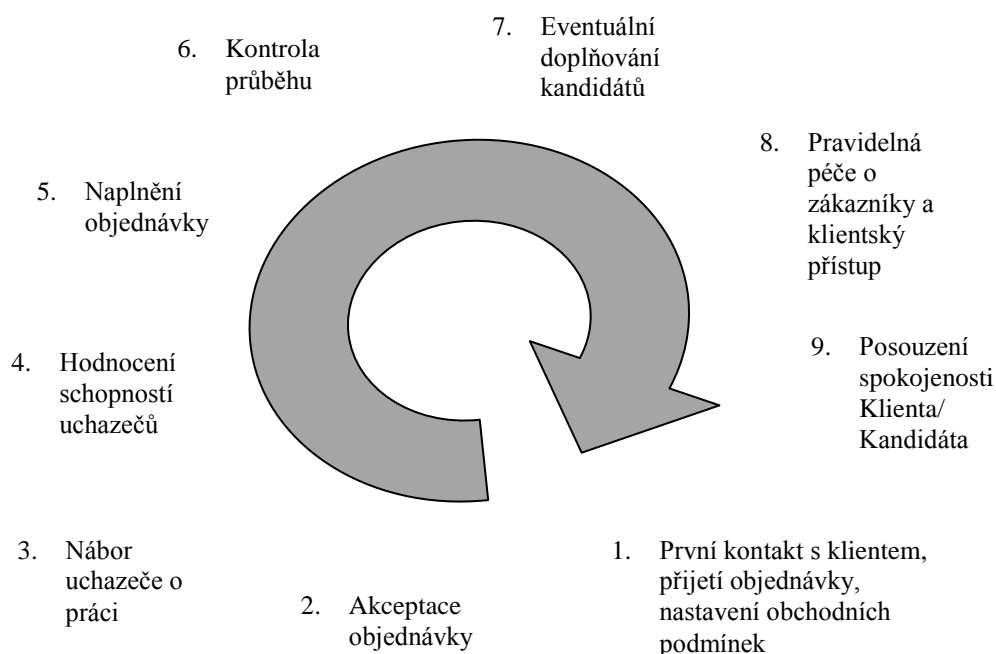 7. Eventuální
doplňování
kandidátů
6. Kontrola
průběhu
8. Pravidelná
péče o
zákazníky a
klientský
přístup
5. Naplnění
objednávky
9. Posouzení
spokojenosti
Klienta/
Kandidáta
4. Hodnocení
schopností
uchazečů
3. Nábor
uchazeče o
práci
2. Akceptace
objednávky
1. První kontakt s klientem,
přijetí objednávky,
nastavení obchodních
podmínek